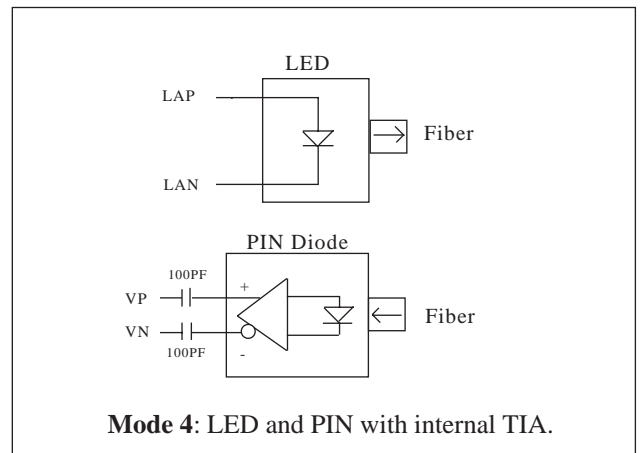 LED
LAP
LAN
Fiber
PIN Diode
100PF
VP
+
VN
100PF
-
Fiber
Mode 4: LED and PIN with internal TIA.